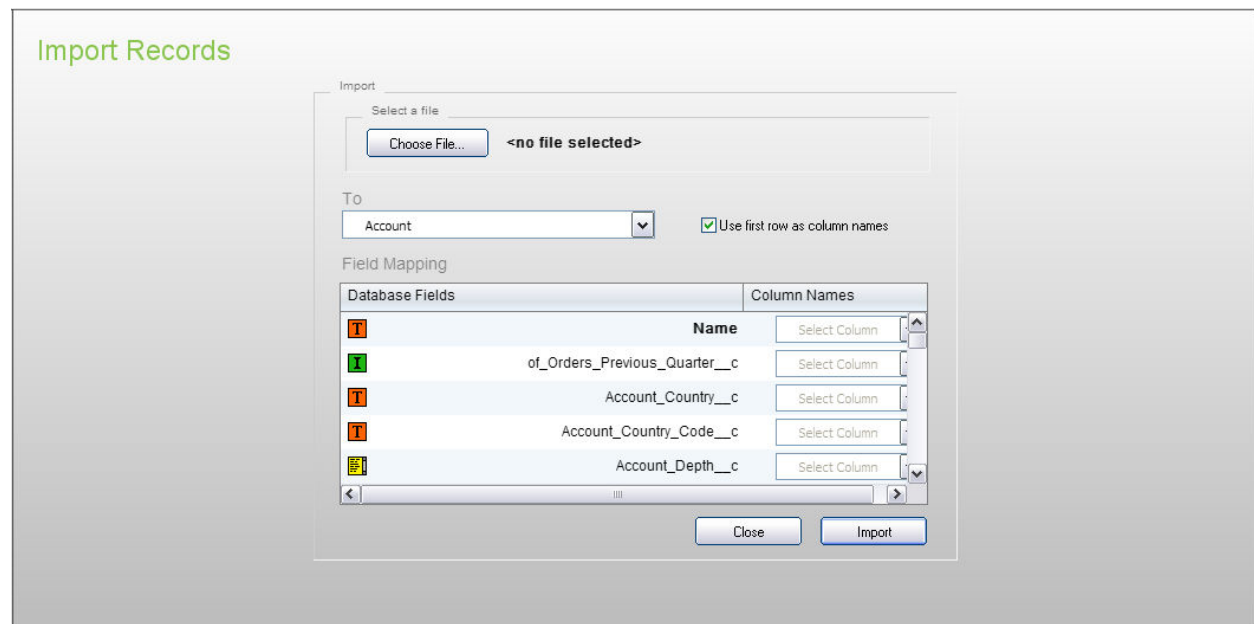 Import Records
Import
Select a file
Choose File... <no file selected>
To
Account Use first row as column names
Field Mapping
Database Fields Column Names
T Name Select Column
I of_Orders_Previous_Quarter__c Select Column
T Account_Country__c Select Column
T Account_Country_Code__c Select Column
Account_Depth__c Select Column
Close Import